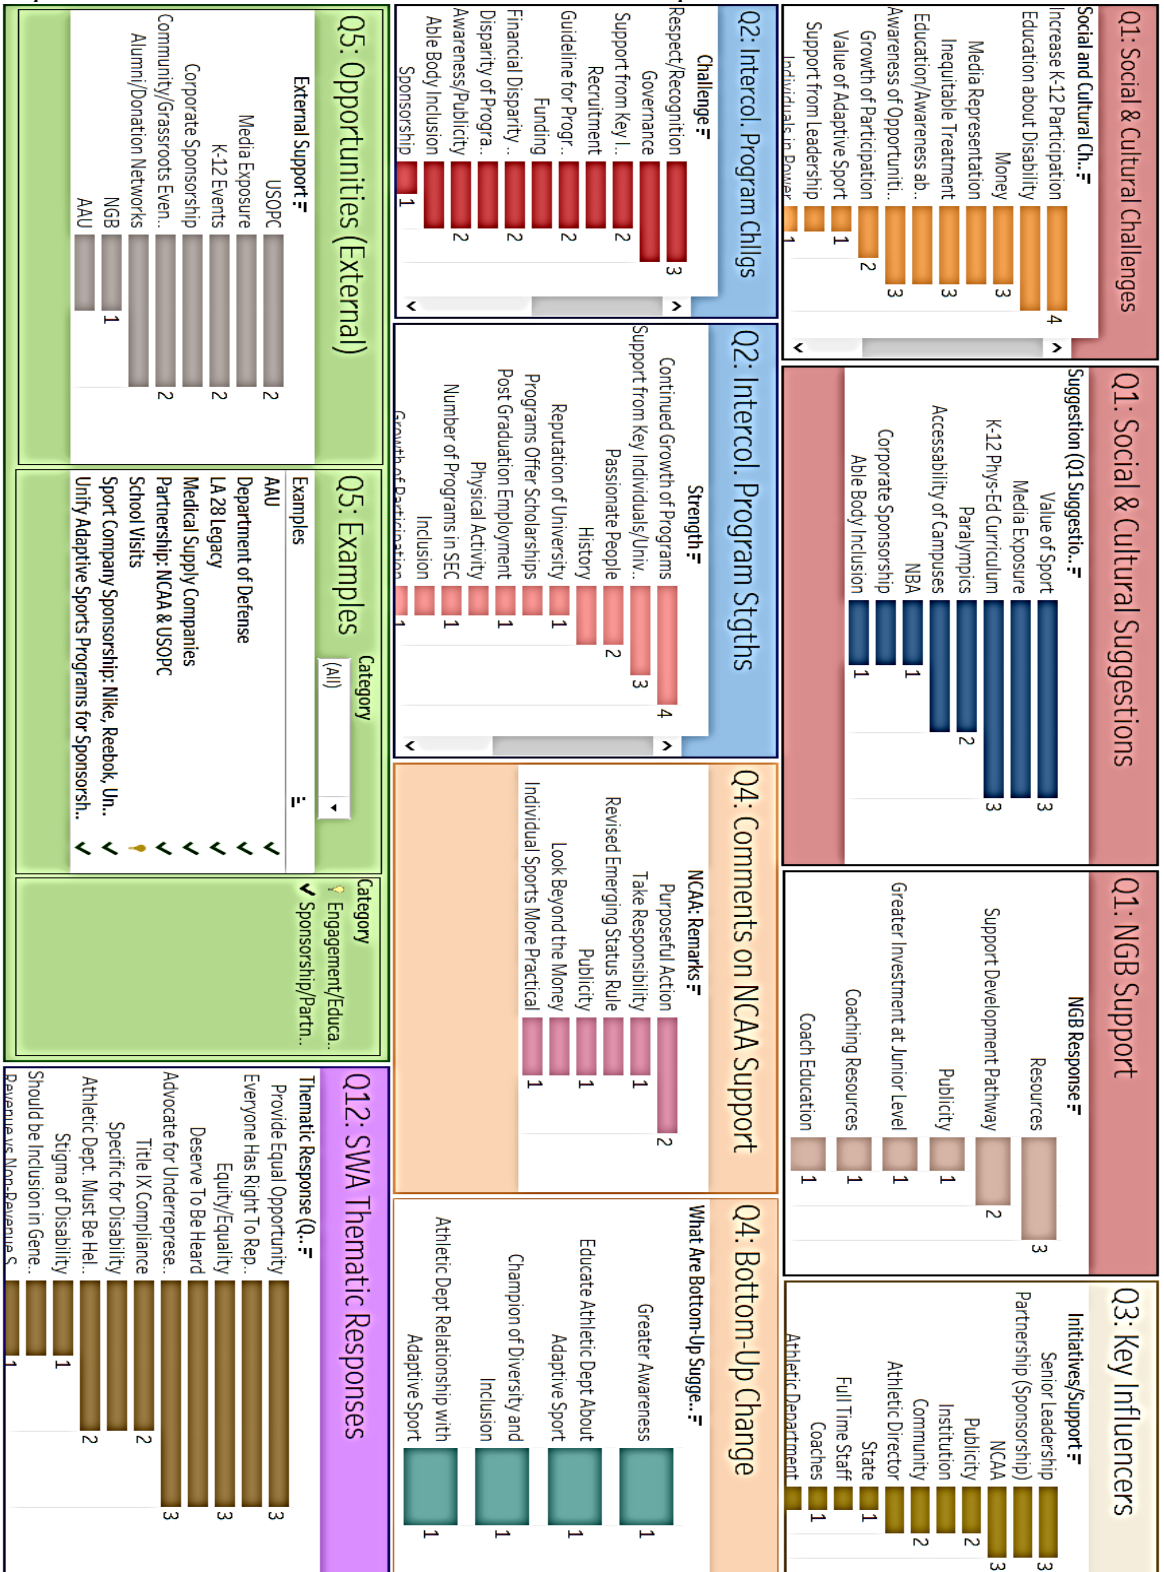 Q1: Social & Cultural Challenges
Social and Cultural Ch..
Increase K-12 Participation
4
Education about Disability
Money
3
Media Representation
Inequitable Treatment
3
Education/Awareness ab..
Awareness of Opportuniti..
3
Growth of Participation
2
Value of Adaptive Sport
1
Support from Leadership
Individuals in Power
1
Q1: Social & Cultural Suggestions
Suggestion (Q1 Suggestio..
Value of Sport
3
Media Exposure
K-12 Phys-Ed Curriculum
3
Paralympics
2
Accessability of Campuses
NBA
1
Corporate Sponsorship
Able Body Inclusion
1
Q1: NGB Support
NGB Response
Resources
3
Support Development Pathway
2
Publicity
1
Greater Investment at Junior Level
1
Coaching Resources
1
Coach Education
1
Q3: Key Influencers
Initiatives/Support
Senior Leadership
3
Partnership (Sponsorship)
NCAA
3
Publicity
2
Institution
Community
2
Athletic Director
State
1
Full Time Staff
Coaches
1
Athletic Department
Q2: Intercol. Program Chllgs
Challenge
Respect/Recognition
3
Governance
Support from Key I..
2
Recruitment
Guideline for Progr..
2
Funding
Financial Disparity ..
2
Disparity of Progra..
Awareness/Publicity
2
Able Body Inclusion
Sponsorship
1
Q2: Intercol. Program Stgths
Strength
Continued Growth of Programs
4
Support from Key Individuals/Univ..
3
Passionate People
2
History
Reputation of University
1
Programs Offer Scholarships
Post Graduation Employment
1
Physical Activity
Number of Programs in SEC
1
Inclusion
Growth of Participation
1
Q4: Comments on NCAA Support
NCAA: Remarks
Purposeful Action
2
Take Responsibility
1
Revised Emerging Status Rule
Publicity
1
Look Beyond the Money
Individual Sports More Practical
1
Q4: Bottom-Up Change
What Are Bottom-Up Sugge..
Greater Awareness
1
Educate Athletic Dept About
Adaptive Sport
1
Champion of Diversity and
Inclusion
1
Athletic Dept Relationship with
Adaptive Sport
1
Q5: Opportunities (External)
External Support
USOPC
2
Media Exposure
K-12 Events
2
Corporate Sponsorship
Community/Grassroots Even..
2
Alumni/Donation Networks
NGB
1
AAU
Q5: Examples
Category
(All)
Examples
AAU
Department of Defense
LA 28 Legacy
Medical Supply Companies
Partnership: NCAA & USOPC
School Visits
Sport Company Sponsorship: Nike, Reebok, Un..
Unify Adaptive Sports Programs for Sponsorsh..
Category
Engagement/Educa..
Sponsorship/Partn..
Q12: SWA Thematic Responses
Thematic Response (Q..
Provide Equal Opportunity
3
Everyone Has Right To Rep..
Equity/Equality
3
Deserve To Be Heard
Advocate for Underreprese..
3
Title IX Compliance
2
Specific for Disability
Athletic Dept. Must Be Hel..
2
Stigma of Disability
1
Should be Inclusion in Gene..
Revenue vs Non-Revenue S..
1